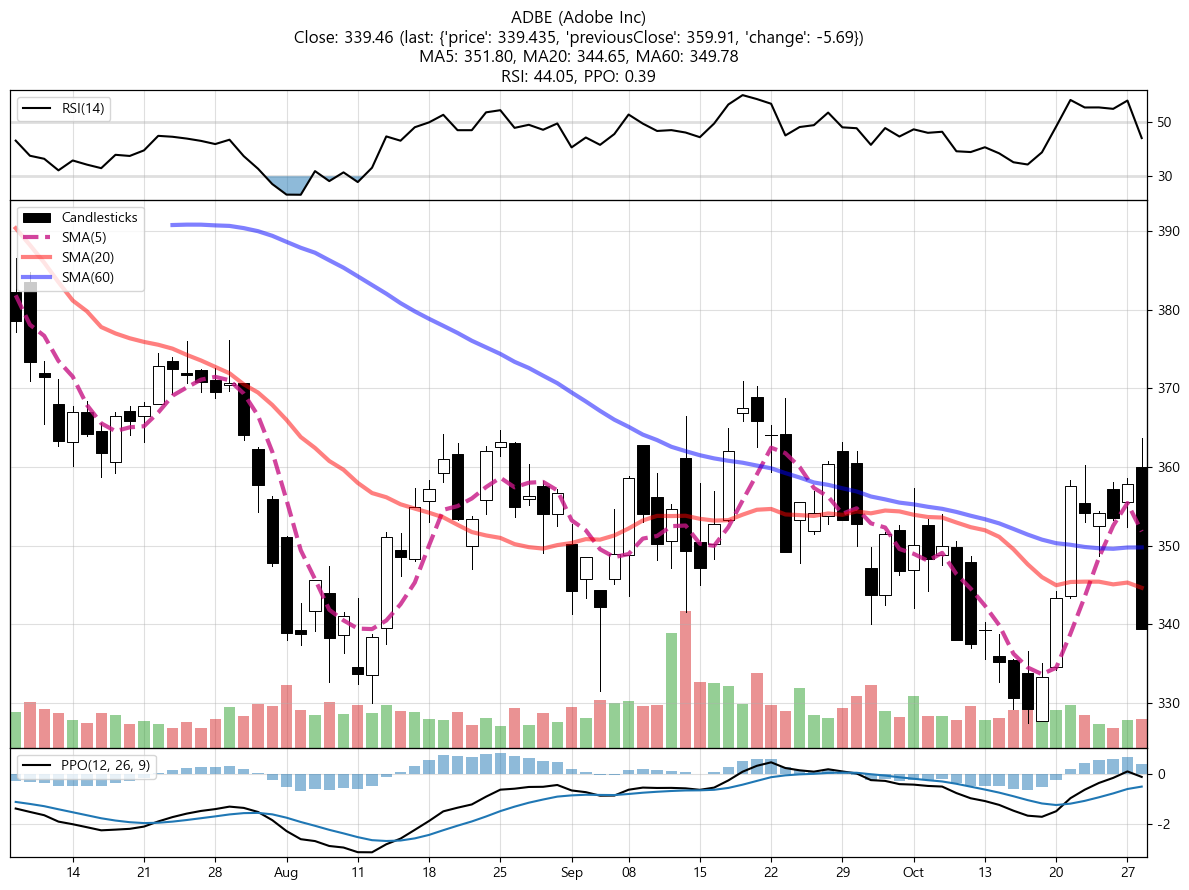 ADBE (Adobe Inc)
Close: 339.46 (last: {'price': 339.435, 'previousClose': 359.91, 'change': -5.69})
MA5: 351.80, MA20: 344.65, MA60: 349.78
RSI: 44.05, PPO: 0.39
RSI(14)
50
30
Candlesticks
SMA(5)
SMA(20)
SMA(60)
390
380
370
360
350
340
330
PPO(12, 26, 9)
0
-2
14 21 28 Aug 11 18 25 Sep 08 15 22 29 Oct 13 20 27